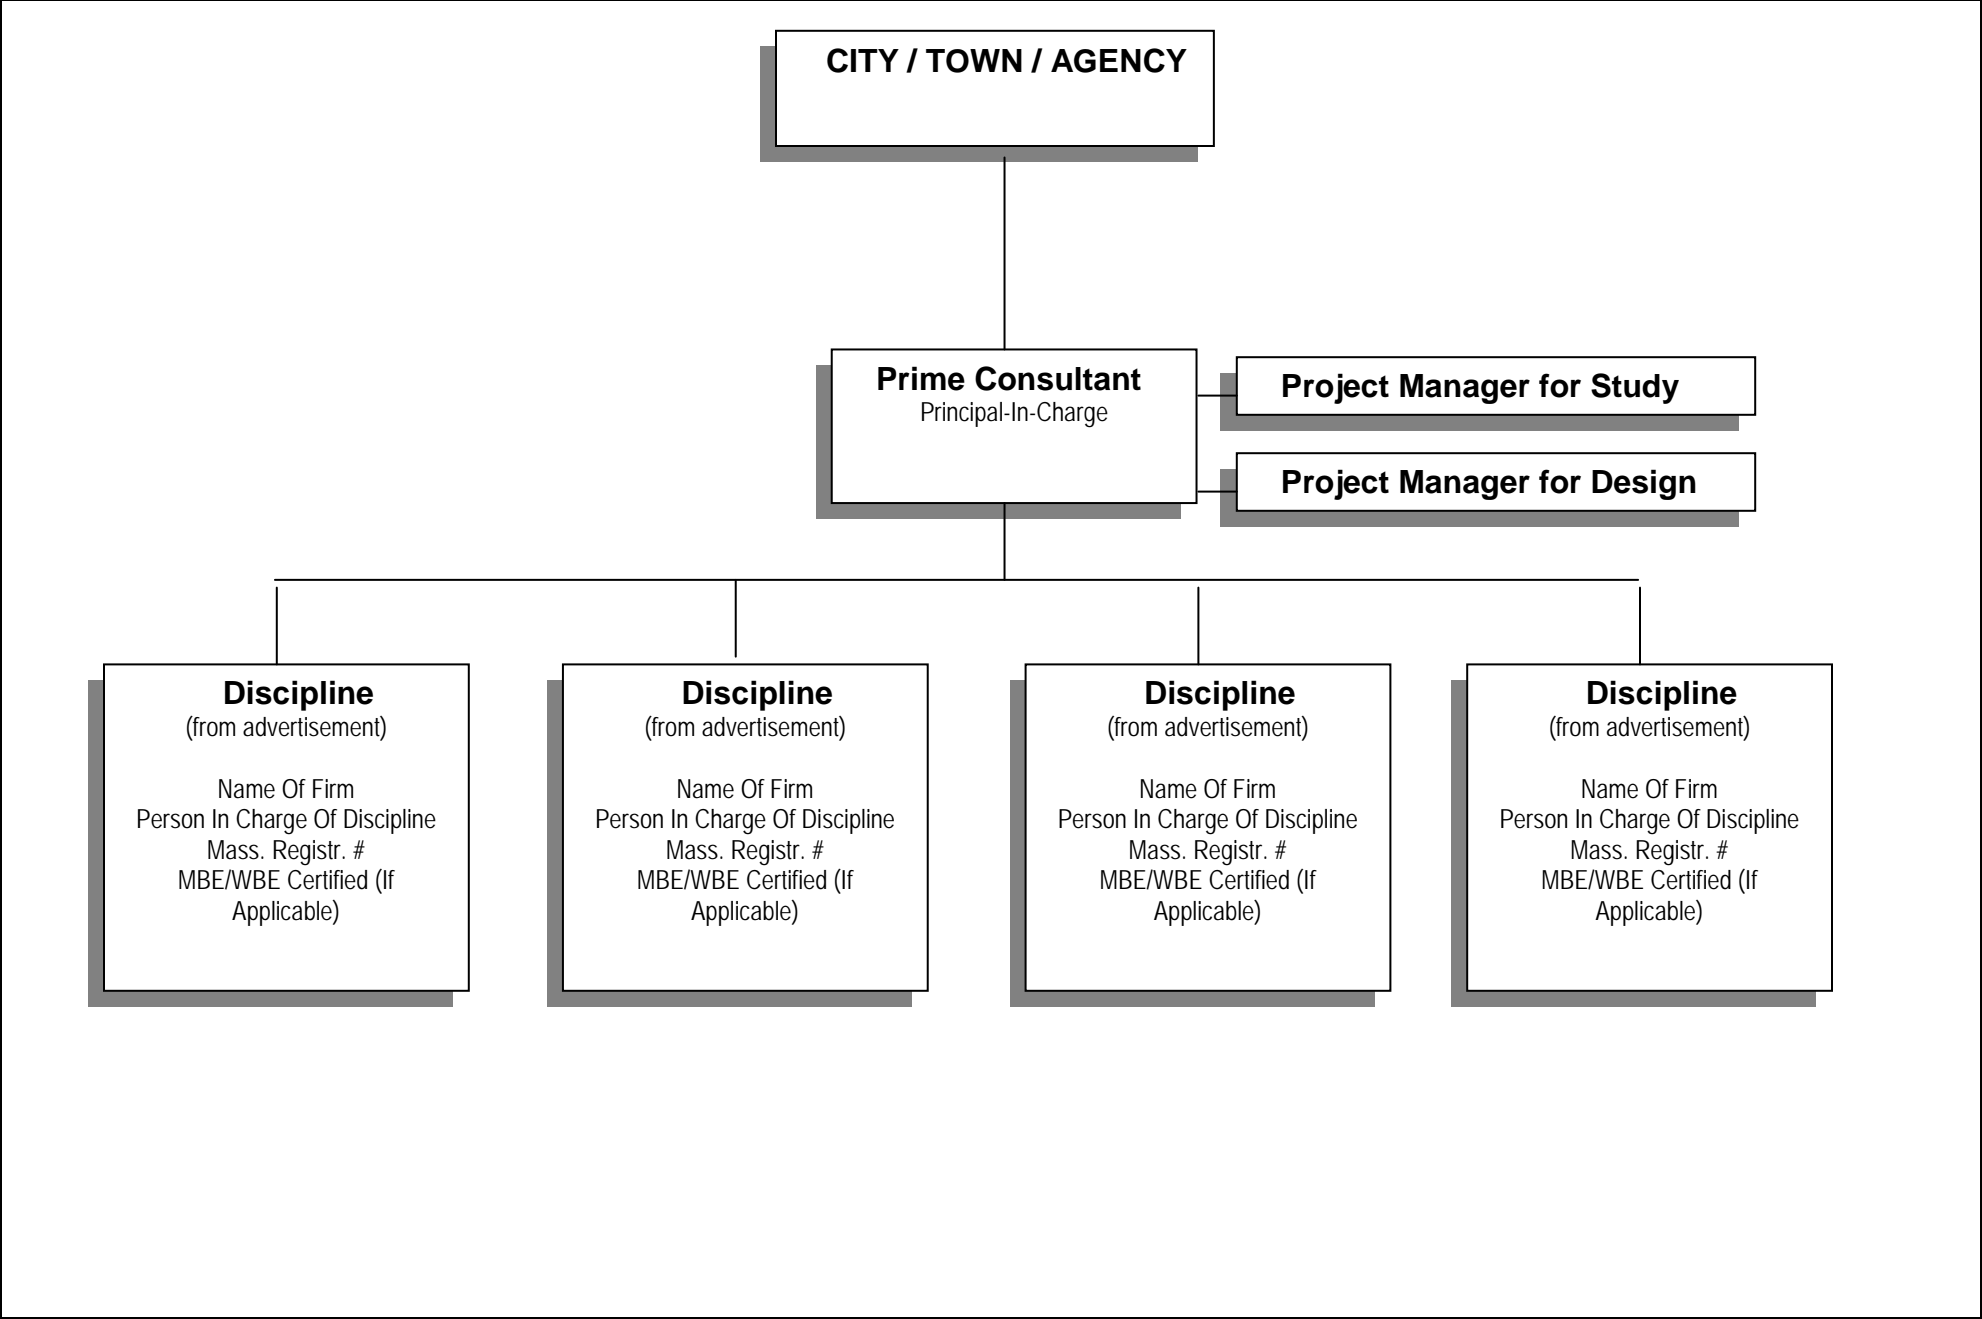 CITY / TOWN / AGENCY
Prime Consultant
Principal-In-Charge
Project Manager for Study
Project Manager for Design
Discipline
(from advertisement)
Name Of Firm
Person In Charge Of Discipline
Mass. Registr. #
MBE/WBE Certified (If
Applicable)
Discipline
(from advertisement)
Name Of Firm
Person In Charge Of Discipline
Mass. Registr. #
MBE/WBE Certified (If
Applicable)
Discipline
(from advertisement)
Name Of Firm
Person In Charge Of Discipline
Mass. Registr. #
MBE/WBE Certified (If
Applicable)
Discipline
(from advertisement)
Name Of Firm
Person In Charge Of Discipline
Mass. Registr. #
MBE/WBE Certified (If
Applicable)